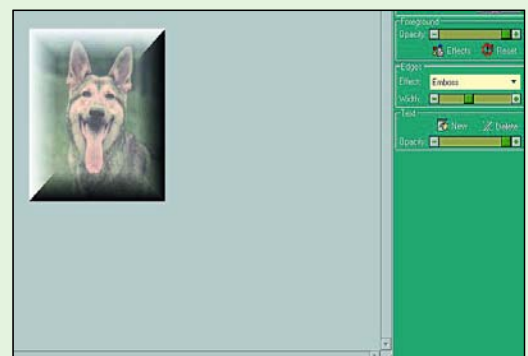 Foreground
Opacity:
Effects Reset
Edges
Effect: Emboss
Width:
Text
New Delete
Opacity: